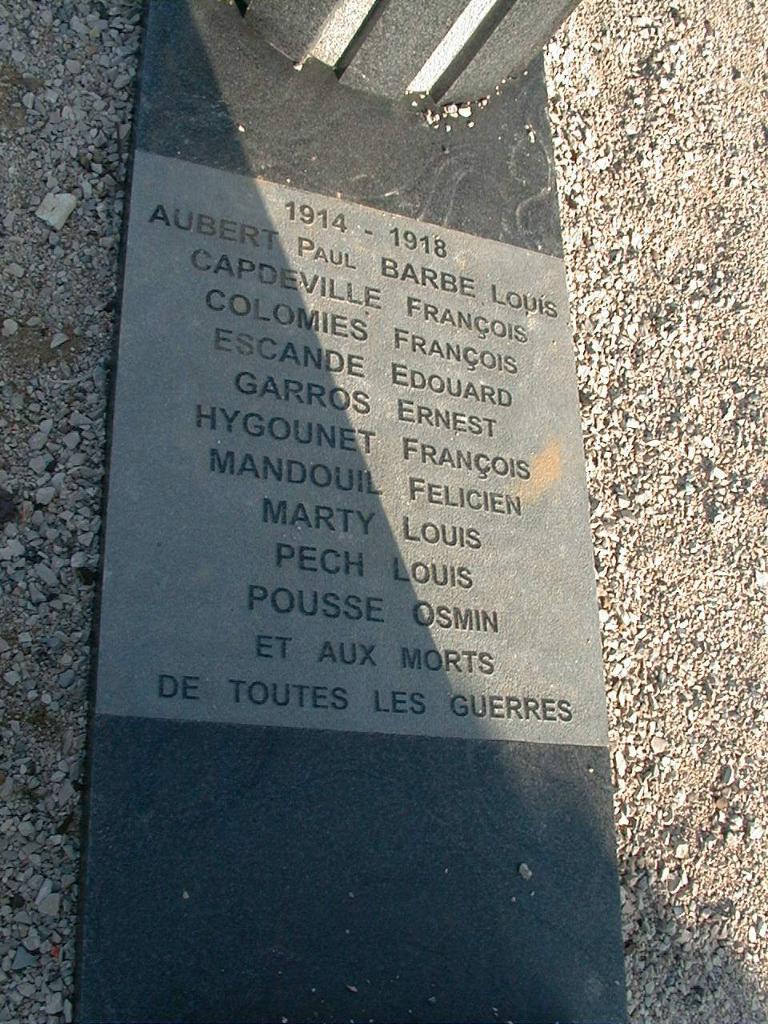 1914 - 1918
AUBERT PAUL BARBE LOUIS
CAPDEVILLE FRANÇOIS
COLOMIES FRANÇOIS
ESCANDE EDOUARD
GARROS ERNEST
HYGOUNET FRANÇOIS
MANDOUIL FELICIEN
MARTY LOUIS
PECH LOUIS
POUSSE OSMIN
ET AUX MORTS
DE TOUTES LES GUERRES